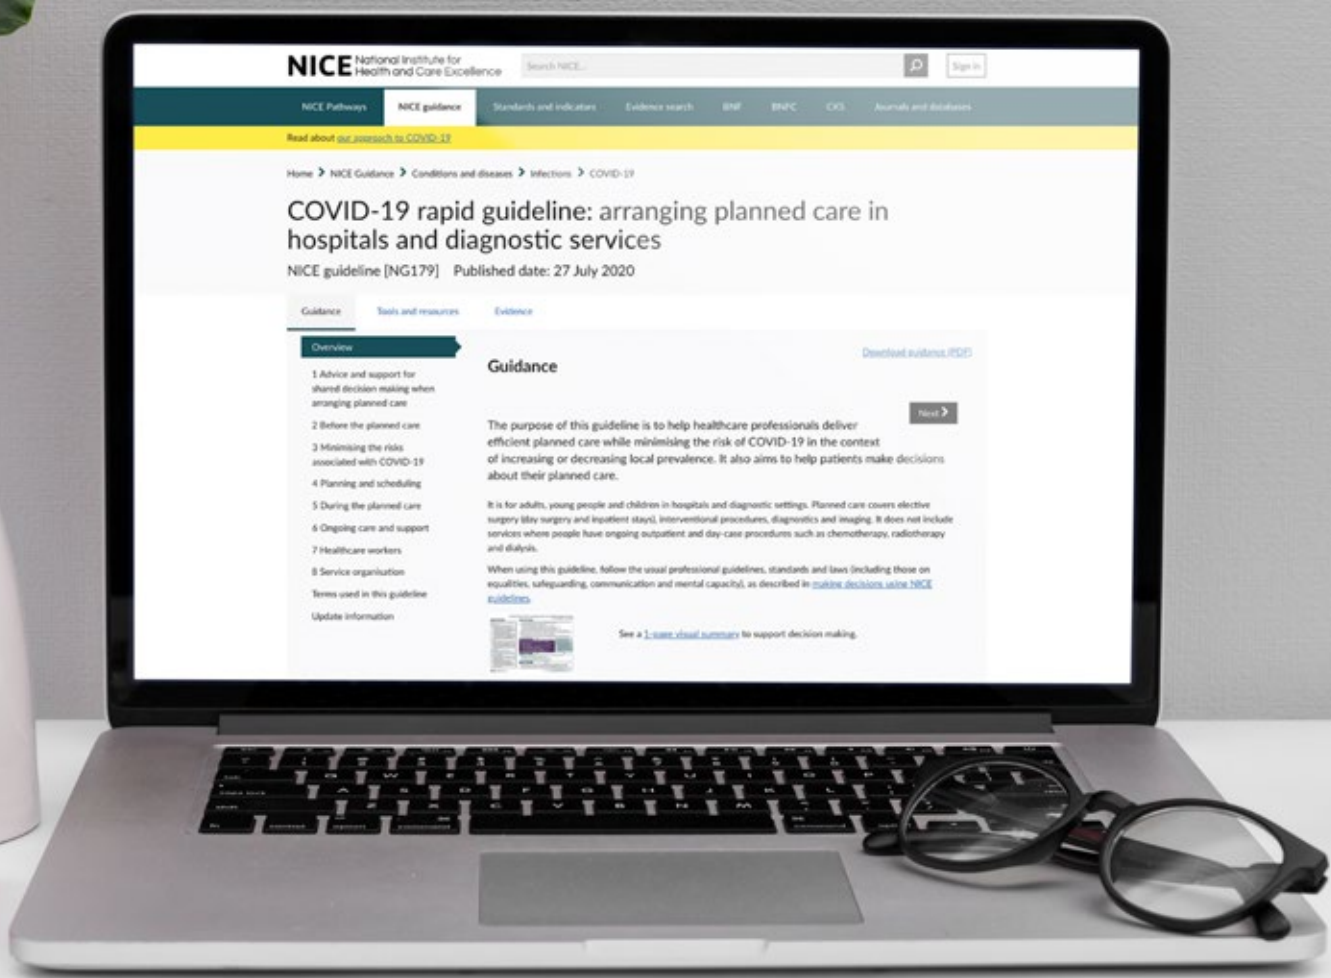 NICE National Institute for
Health and Care Excellence
Search NICE...
Sign in
NICE Pathways NICE guidance Standards and indicators Evidence search BNF BNFC CKS Journals and databases
Read about our approach to COVID-19
Home > NICE Guidance > Conditions and diseases > Infections > COVID-19
COVID-19 rapid guideline: arranging planned care in
hospitals and diagnostic services
NICE guideline [NG179] Published date: 27 July 2020
Guidance Tools and resources Evidence
Overview
1 Advice and support for
shared decision making when
arranging planned care
2 Before the planned care
3 Minimising the risks
associated with COVID-19
4 Planning and scheduling
5 During the planned care
6 Ongoing care and support
7 Healthcare workers
8 Service organisation
Terms used in this guideline
Update information
Download guidance (PDF)
Guidance
Next >
The purpose of this guideline is to help healthcare professionals deliver
efficient planned care while minimising the risk of COVID-19 in the context
of increasing or decreasing local prevalence. It also aims to help patients make decisions
about their planned care.
It is for adults, young people and children in hospitals and diagnostic settings. Planned care covers elective
surgery (day surgery and inpatient stays), interventional procedures, diagnostics and imaging. It does not include
services where people have ongoing outpatient and day-case procedures such as chemotherapy, radiotherapy
and dialysis.
When using this guideline, follow the usual professional guidelines, standards and laws (including those on
equalities, safeguarding, communication and mental capacity), as described in making decisions using NICE
guidelines.
See a 1-page visual summary to support decision making.